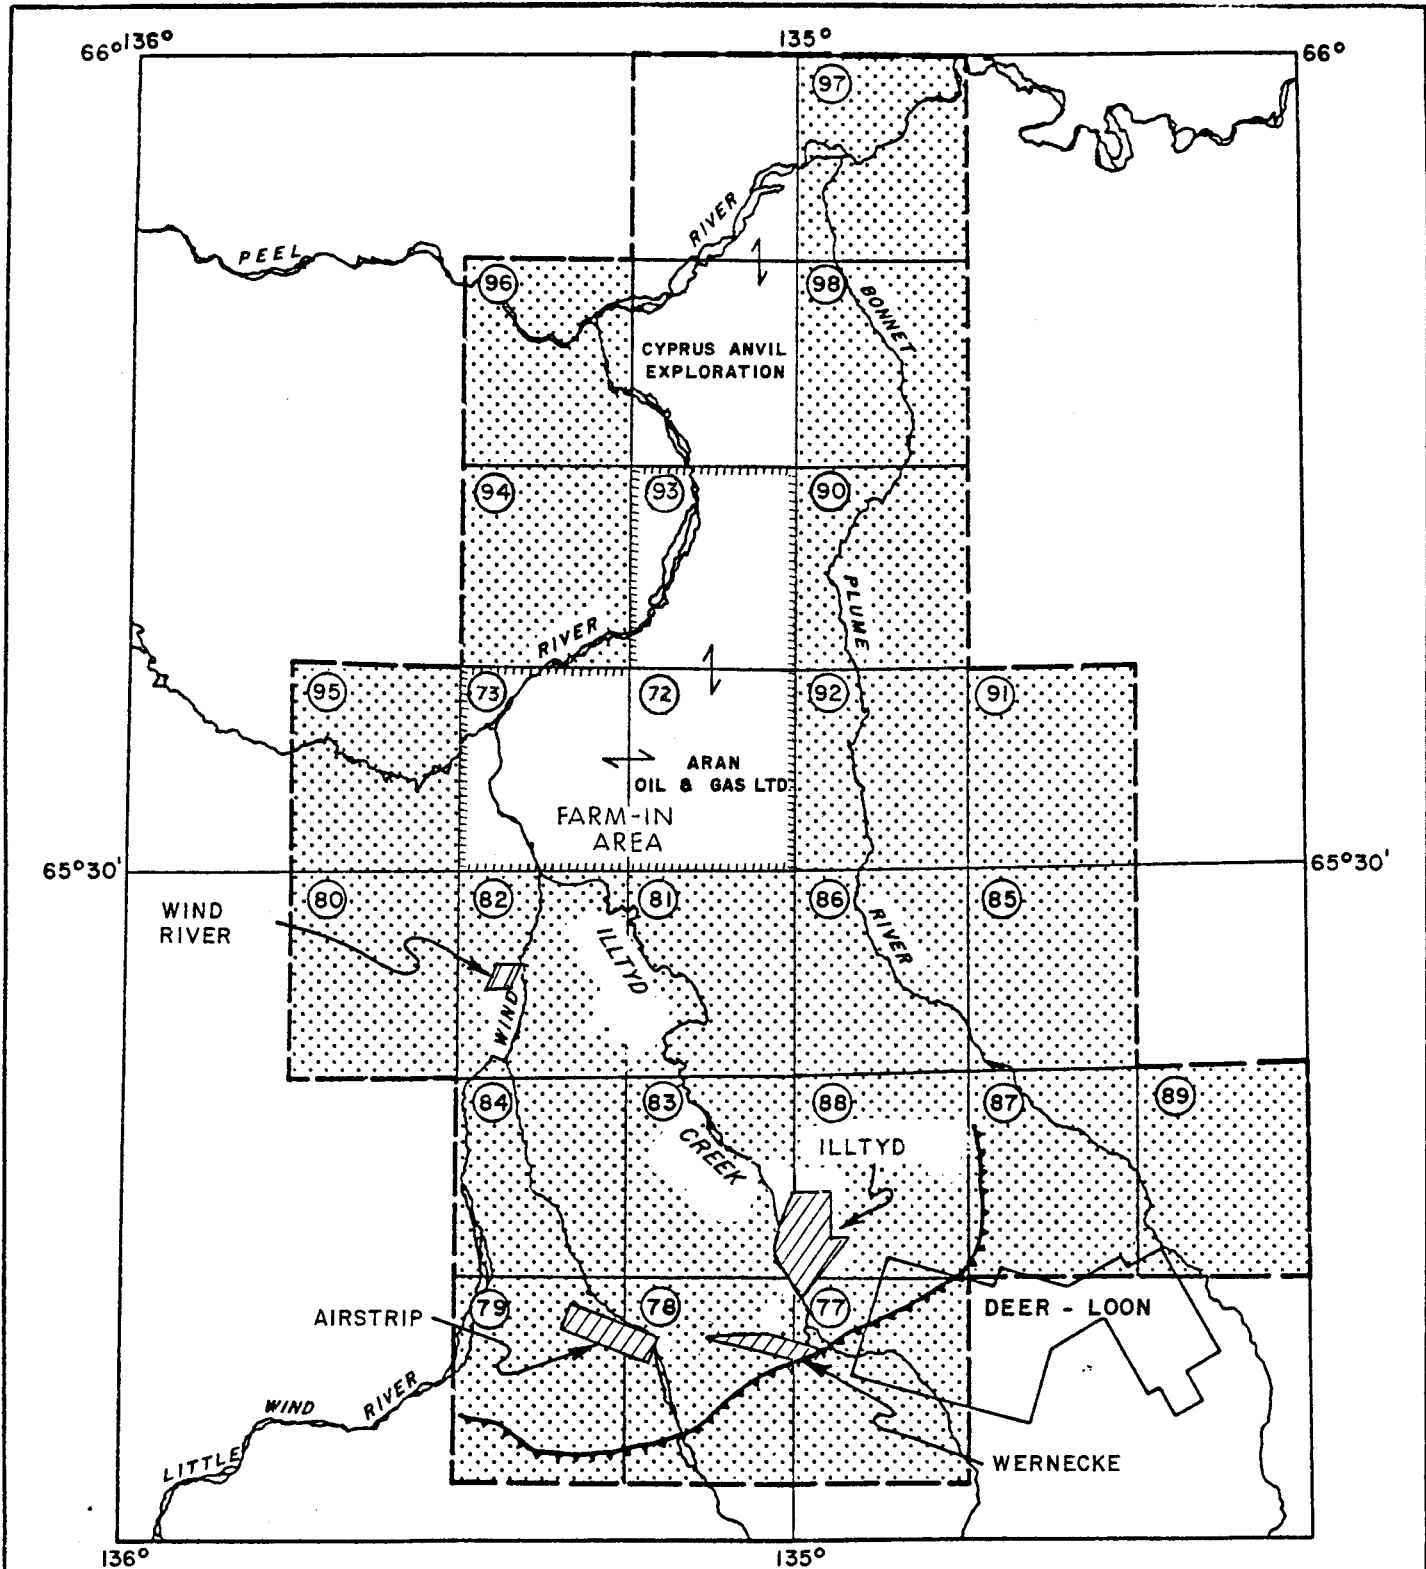 66° 136° 135° 66°
97
RIVER
PEEL
96 98
BONNET
CYPRUS ANVIL
EXPLORATION
94 93 90
PLUME
RIVER
95 73 72 92 91
ARAN
OIL & GAS LTD
FARM-IN
AREA
65°30' 65°30'
80 82 81 86 85
WIND
RIVER
RIVER
ILLTYD
WIND
84 83 88 87 89
CREEK
ILLTYD
79 78 77
DEER - LOON
AIRSTRIP
RIVER
WIND
LITTLE
WERNECKE
136° 135°